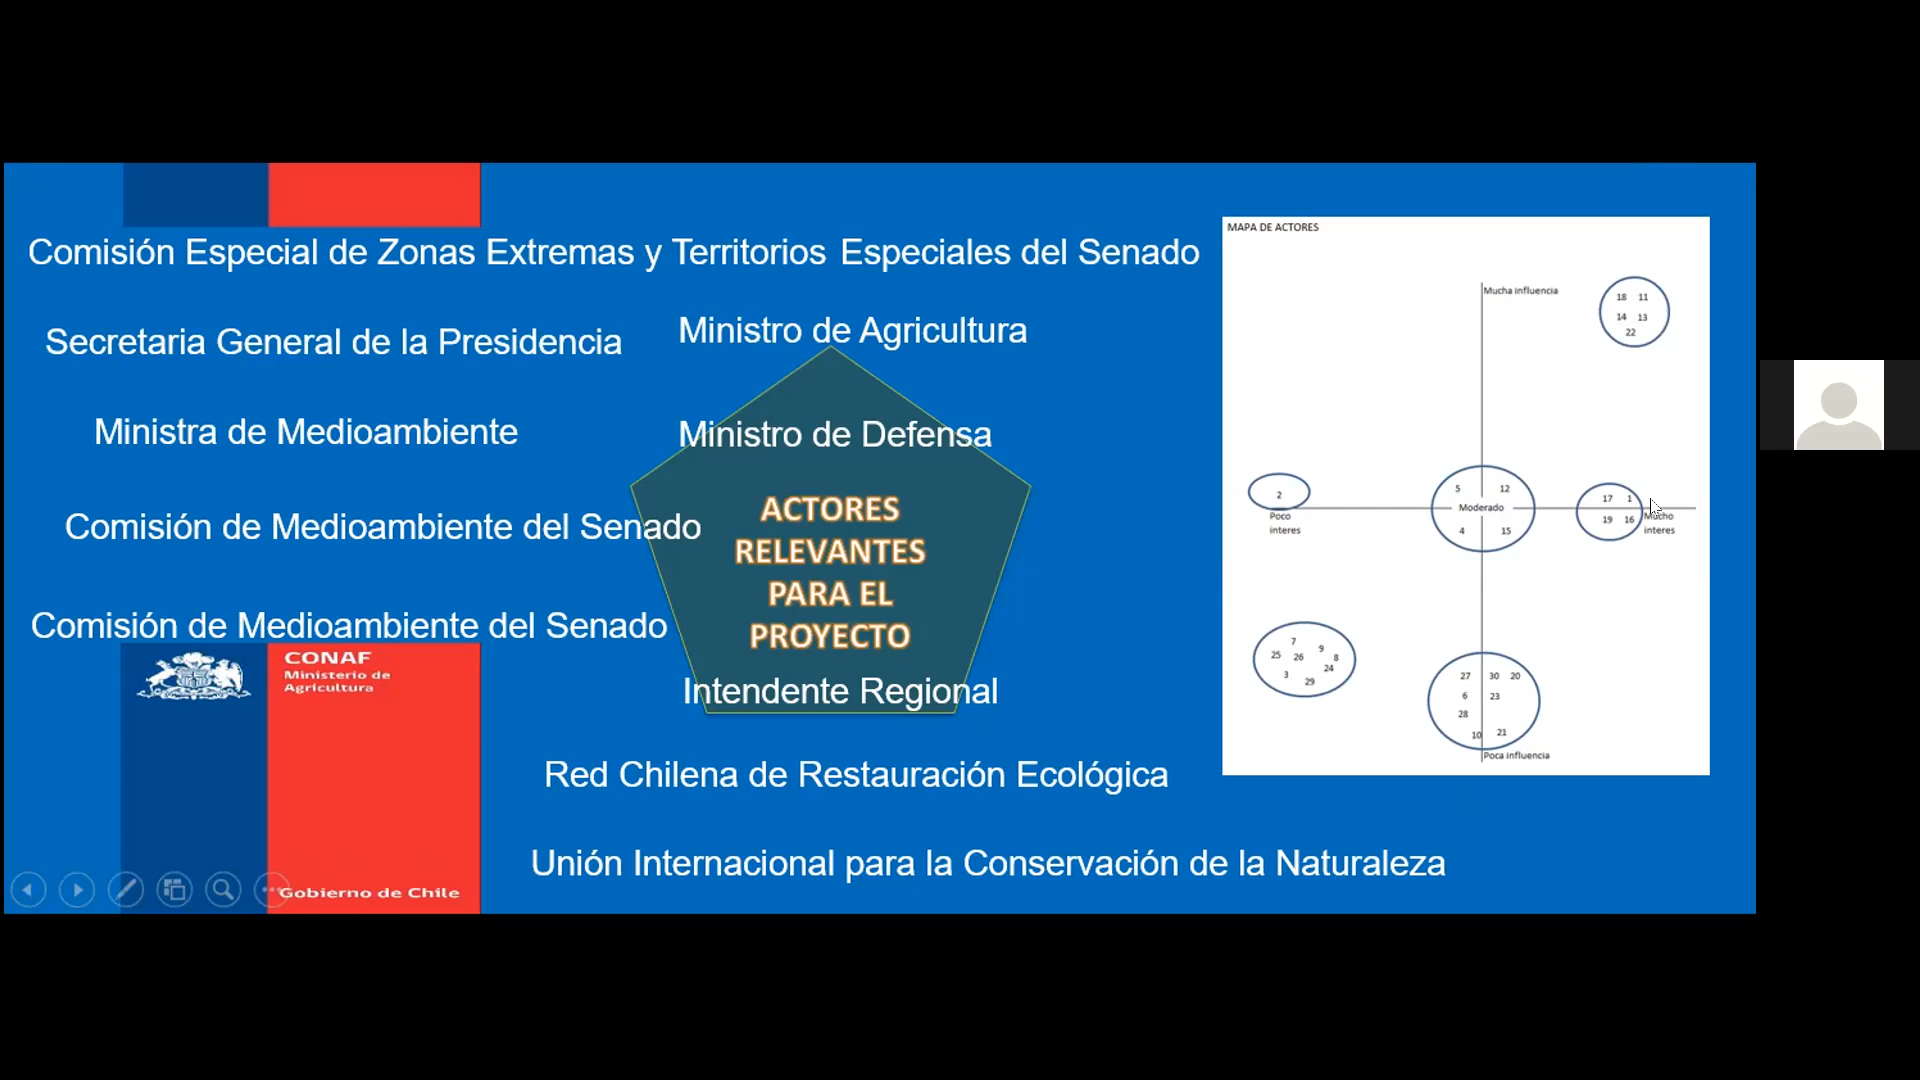 Comisión Especial de Zonas Extremas y Territorios Especiales del Senado
Secretaria General de la Presidencia
Ministro de Agricultura
Ministra de Medioambiente
Ministro de Defensa
Comisión de Medioambiente del Senado
ACTORES
RELEVANTES
PARA EL
PROYECTO
Comisión de Medioambiente del Senado
Intendente Regional
Red Chilena de Restauración Ecológica
Unión Internacional para la Conservación de la Naturaleza
CONAF
Ministerio de
Agricultura
Gobierno de Chile
MAPA DE ACTORES
Mucha influencia
18 11
14 13
22
2
Poco
interes
5 12
Moderado
4 15
17 1
19 16
Mucho
interes
7 9
25 26 8
24
3 29
27 30 20
6 23
28
10 21
Poca influencia